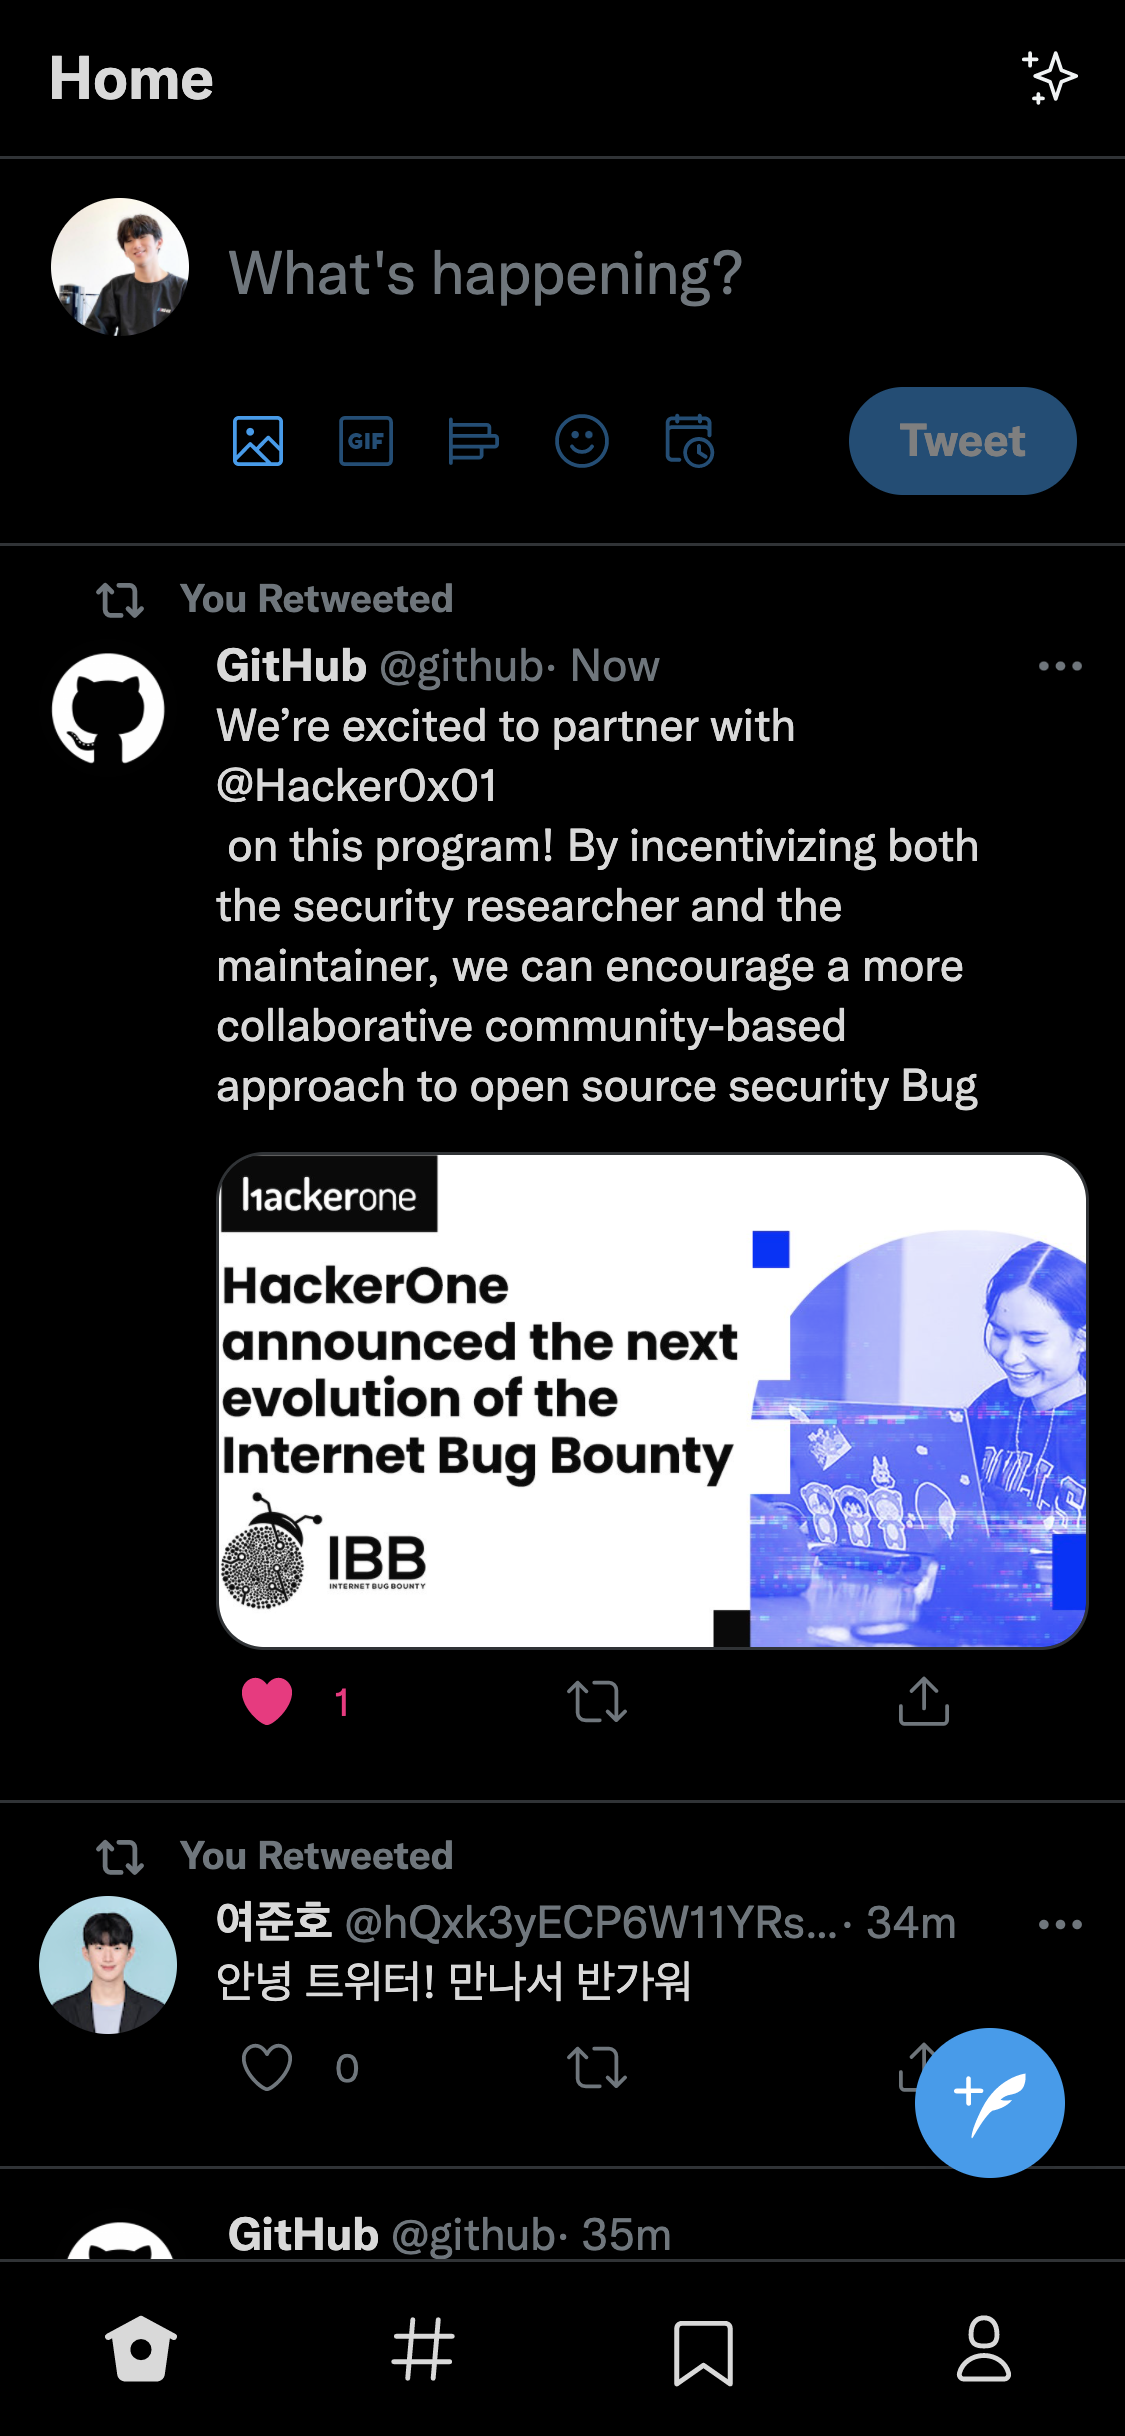 Home
What's happening?
GIF
Tweet
You Retweeted
GitHub @github· Now
We're excited to partner with
@Hacker0x01
on this program! By incentivizing both
the security researcher and the
maintainer, we can encourage a more
collaborative community-based
approach to open source security Bug
hackerone
HackerOne
announced the next
evolution of the
Internet Bug Bounty
IBB
INTERNET BUG BOUNTY
1
You Retweeted
여준호 @hQxk3yECP6W11YRs...· 34m
안녕 트위터! 만나서 반가워
0
GitHub @github· 35m